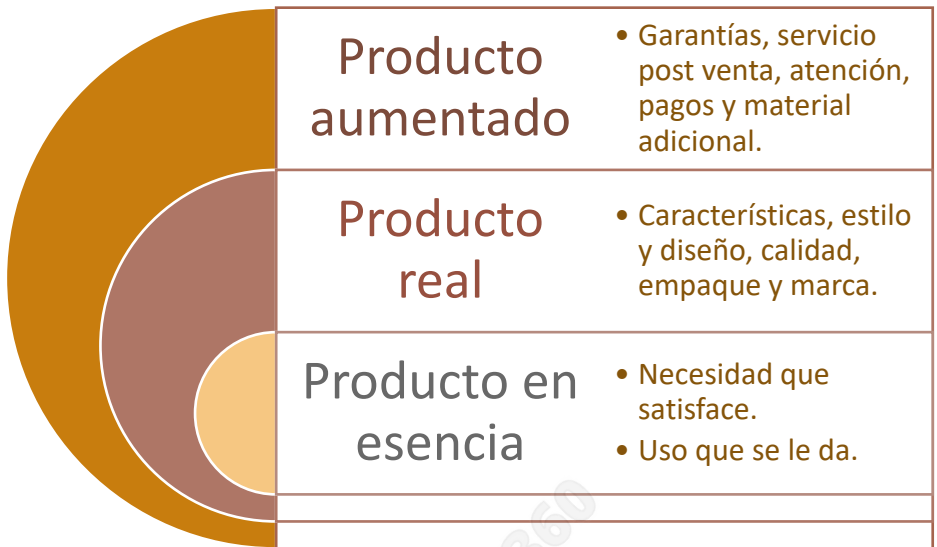 Producto
aumentado
• Garantías, servicio
post venta, atención,
pagos y material
adicional.
Producto
real
• Características, estilo
y diseño, calidad,
empaque y marca.
Producto en
esencia
• Necesidad que
satisface.
• Uso que se le da.
360